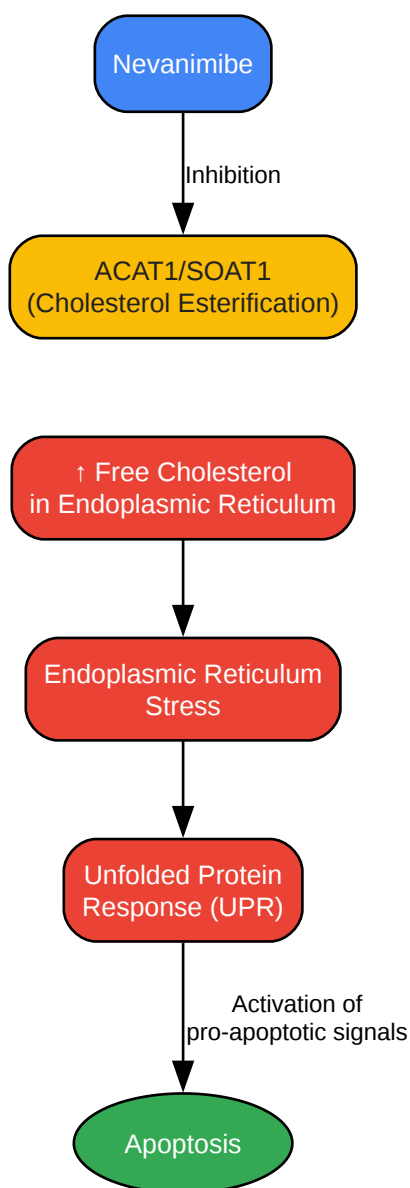 Nevanimibe
Inhibition
ACAT1/SOAT1
(Cholesterol Esterification)
↑ Free Cholesterol
in Endoplasmic Reticulum
Endoplasmic Reticulum
Stress
Unfolded Protein
Response (UPR)
Activation of
pro-apoptotic signals
Apoptosis